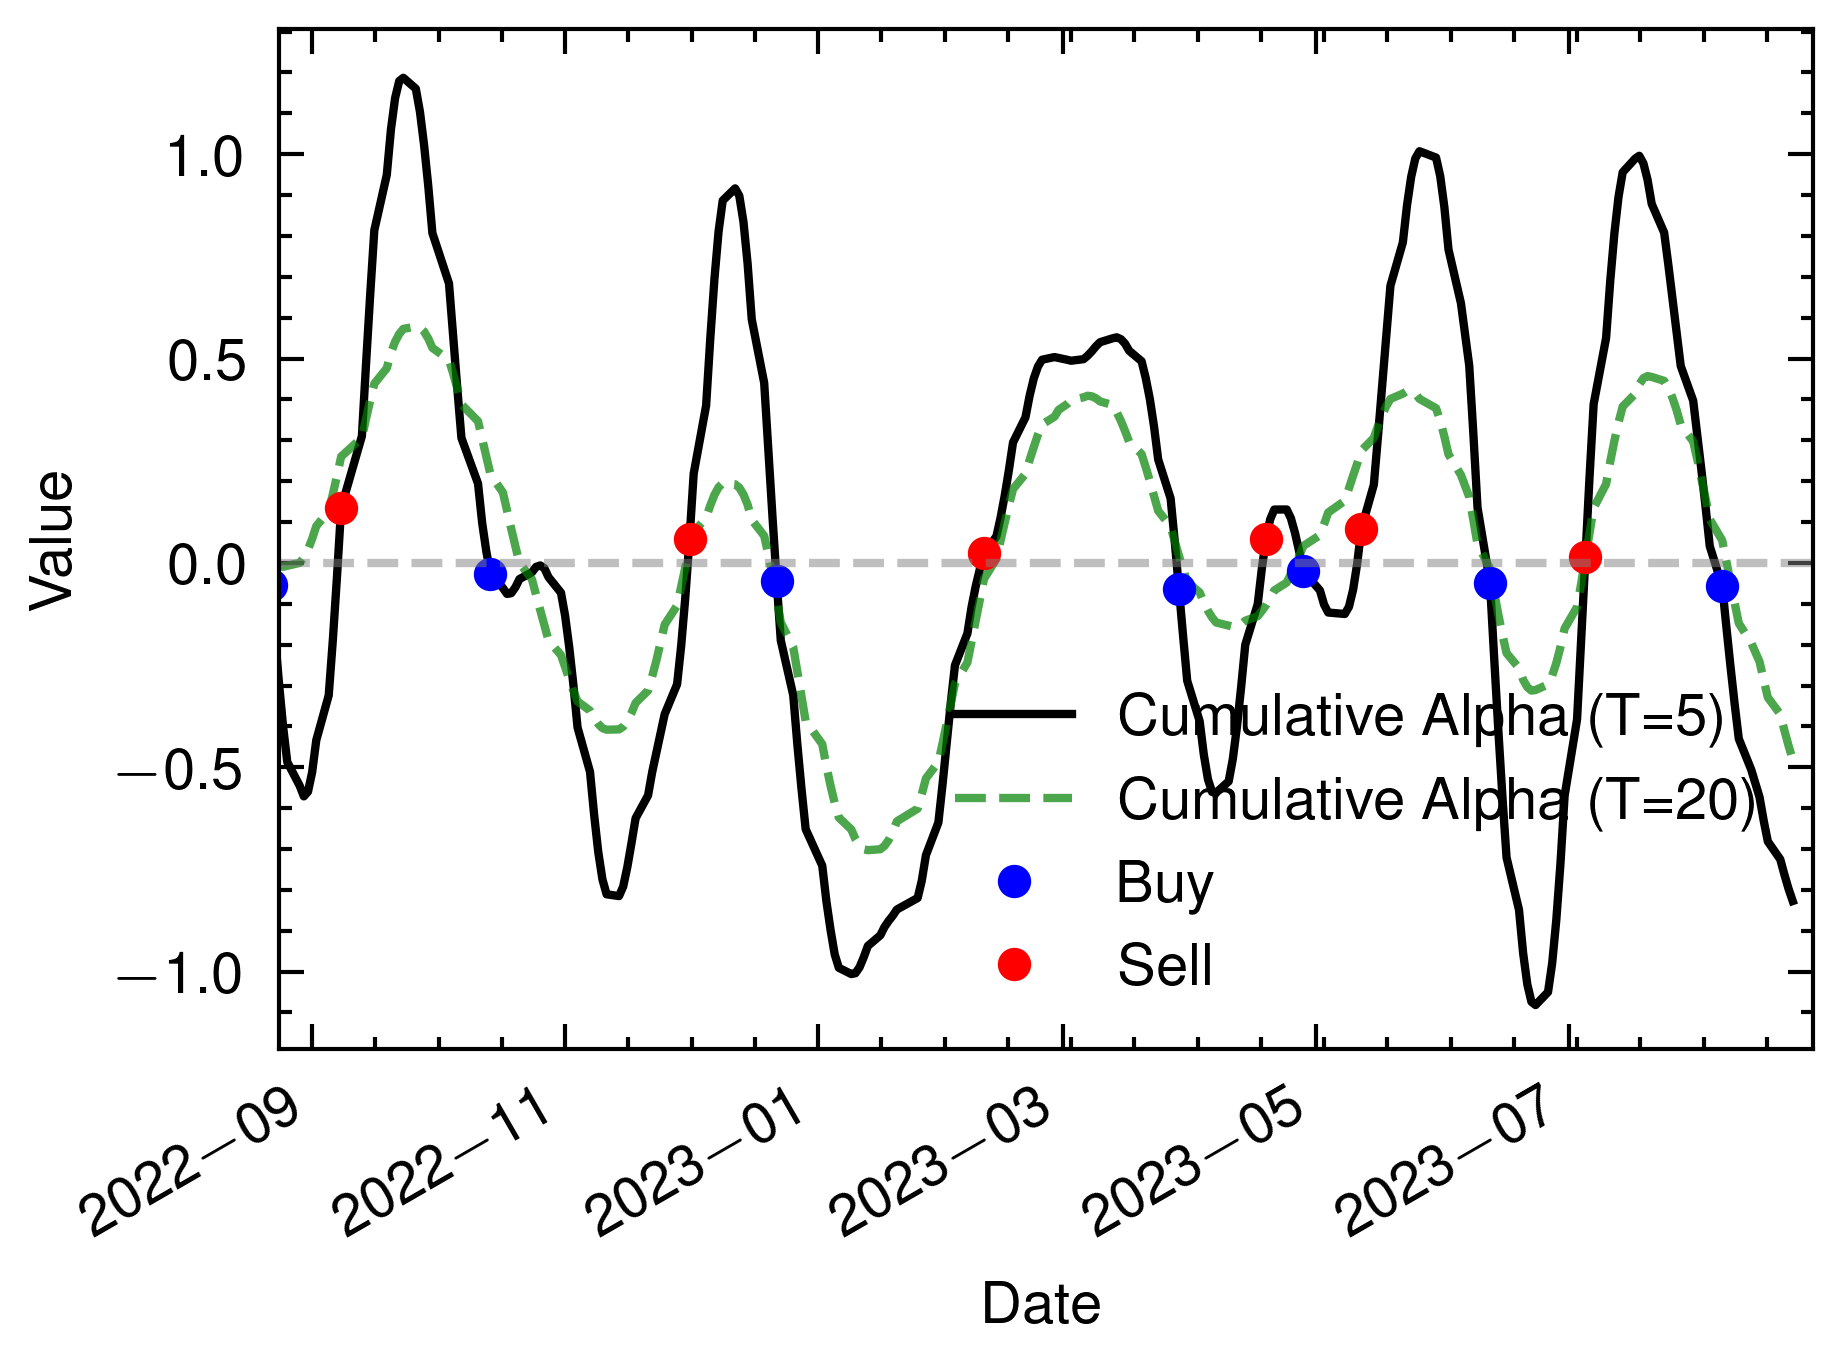 1.0
0.5
0.0
−0.5
−1.0
Value
Cumulative Alpha (T=5)
Cumulative Alpha (T=20)
Buy
Sell
2022−09
2022−11
2023−01
2023−03
2023−05
2023−07
Date